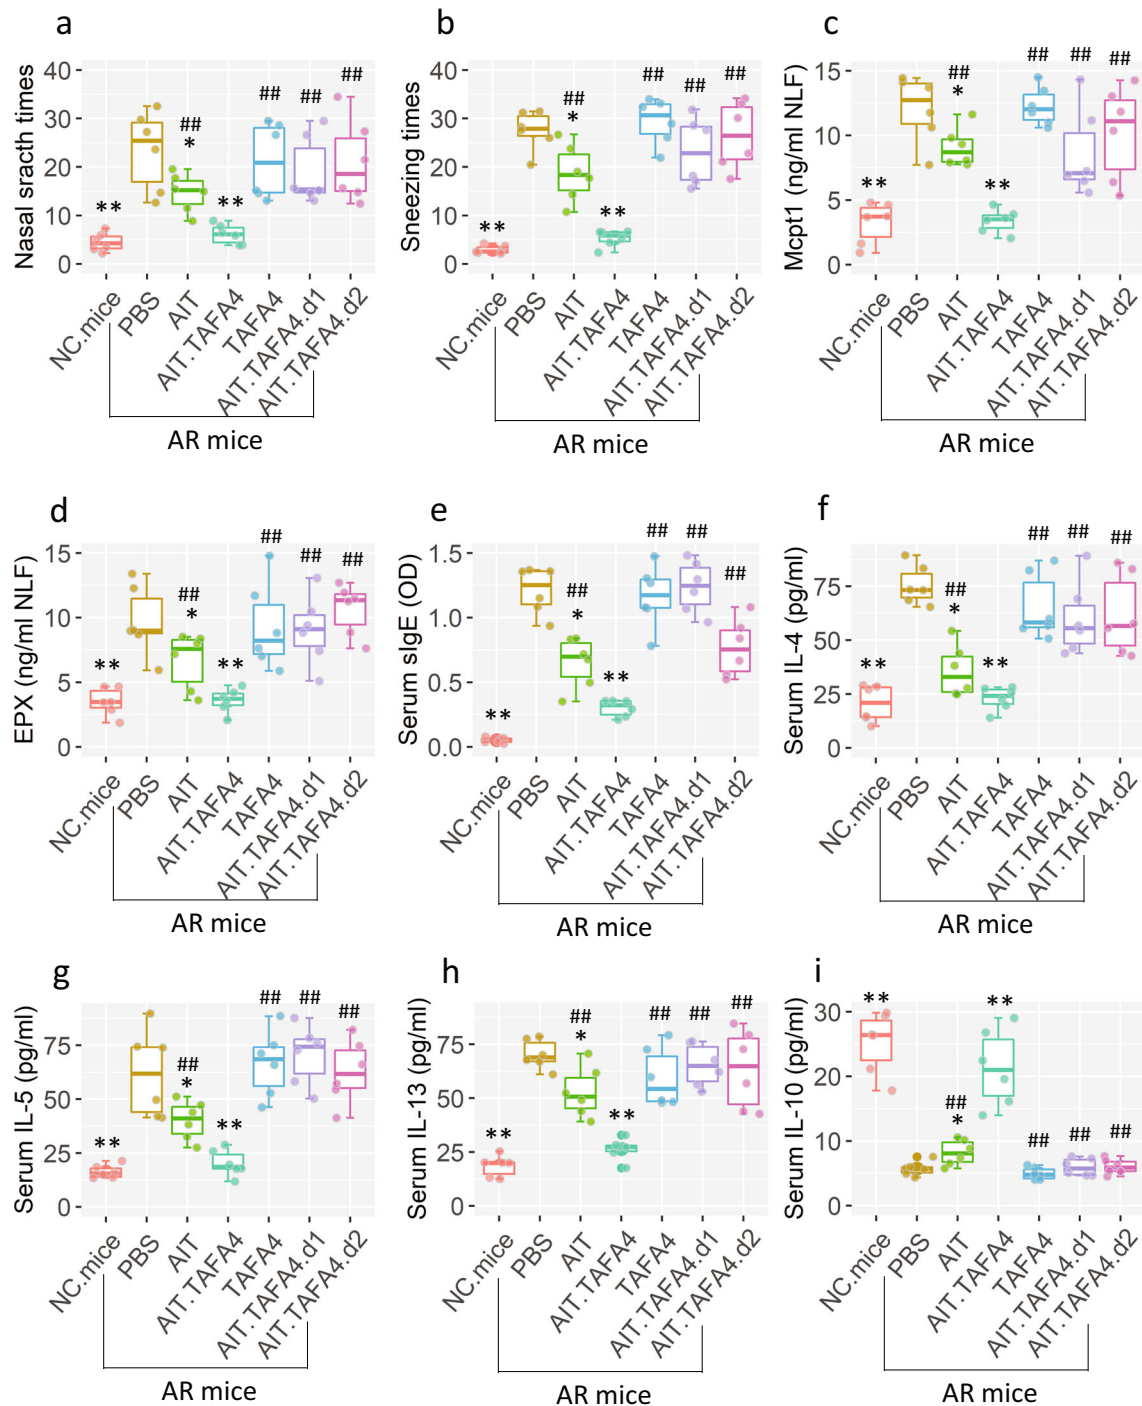 a
Nasal sracth times
40
30
20
10
0
##
##
##
##
*
**
**
NC.mice
PBS
AIT
AIT.TAFA4
TAFA4
AIT.TAFA4.d1
AIT.TAFA4.d2
AR mice
b
Sneezing times
40
30
20
10
0
##
##
##
##
*
**
**
NC.mice
PBS
AIT
AIT.TAFA4
TAFA4
AIT.TAFA4.d1
AIT.TAFA4.d2
AR mice
c
Mcpt1 (ng/ml NLF)
15
10
5
0
##
##
##
##
*
**
**
NC.mice
PBS
AIT
AIT.TAFA4
TAFA4
AIT.TAFA4.d1
AIT.TAFA4.d2
AR mice
d
EPX (ng/ml NLF)
15
10
5
0
##
##
##
##
*
**
**
NC.mice
PBS
AIT
AIT.TAFA4
TAFA4
AIT.TAFA4.d1
AIT.TAFA4.d2
AR mice
e
Serum sIgE (OD)
1.5
1.0
0.5
0.0
##
##
##
##
*
**
**
NC.mice
PBS
AIT
AIT.TAFA4
TAFA4
AIT.TAFA4.d1
AIT.TAFA4.d2
AR mice
f
Serum IL-4 (pg/ml)
75
50
25
0
##
##
##
##
*
**
**
NC.mice
PBS
AIT
AIT.TAFA4
TAFA4
AIT.TAFA4.d1
AIT.TAFA4.d2
AR mice
g
Serum IL-5 (pg/ml)
75
50
25
0
##
##
##
##
*
**
**
NC.mice
PBS
AIT
AIT.TAFA4
TAFA4
AIT.TAFA4.d1
AIT.TAFA4.d2
AR mice
h
Serum IL-13 (pg/ml)
75
50
25
0
##
##
##
##
*
**
**
NC.mice
PBS
AIT
AIT.TAFA4
TAFA4
AIT.TAFA4.d1
AIT.TAFA4.d2
AR mice
i
Serum IL-10 (pg/ml)
30
20
10
0
**
**
##
*
##
##
##
NC.mice
PBS
AIT
AIT.TAFA4
TAFA4
AIT.TAFA4.d1
AIT.TAFA4.d2
AR mice